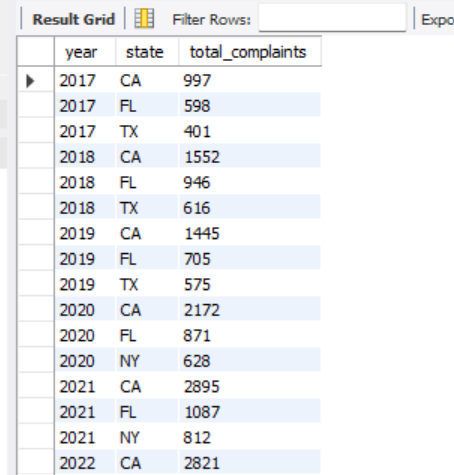 Result Grid Filter Rows: Expo
year state total_complaints
2017 CA 997
2017 FL 598
2017 TX 401
2018 CA 1552
2018 FL 946
2018 TX 616
2019 CA 1445
2019 FL 705
2019 TX 575
2020 CA 2172
2020 FL 871
2020 NY 628
2021 CA 2895
2021 FL 1087
2021 NY 812
2022 CA 2821